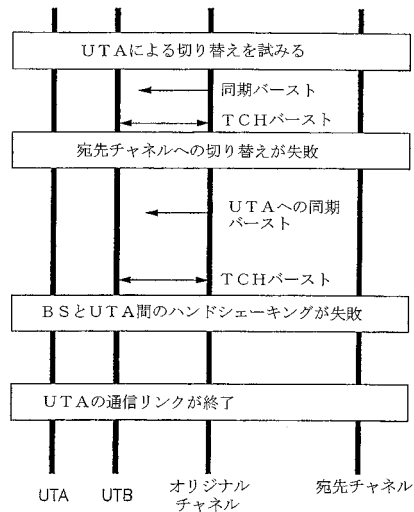 UTAによる切り替えを試みる
同期バースト
TCHバースト
宛先チャネルへの切り替えが失敗
UTAへの同期
バースト
TCHバースト
BSとUTA間のハンドシェーキングが失敗
UTAの通信リンクが終了
UTA
UTB
オリジナル
チャネル
宛先チャネル